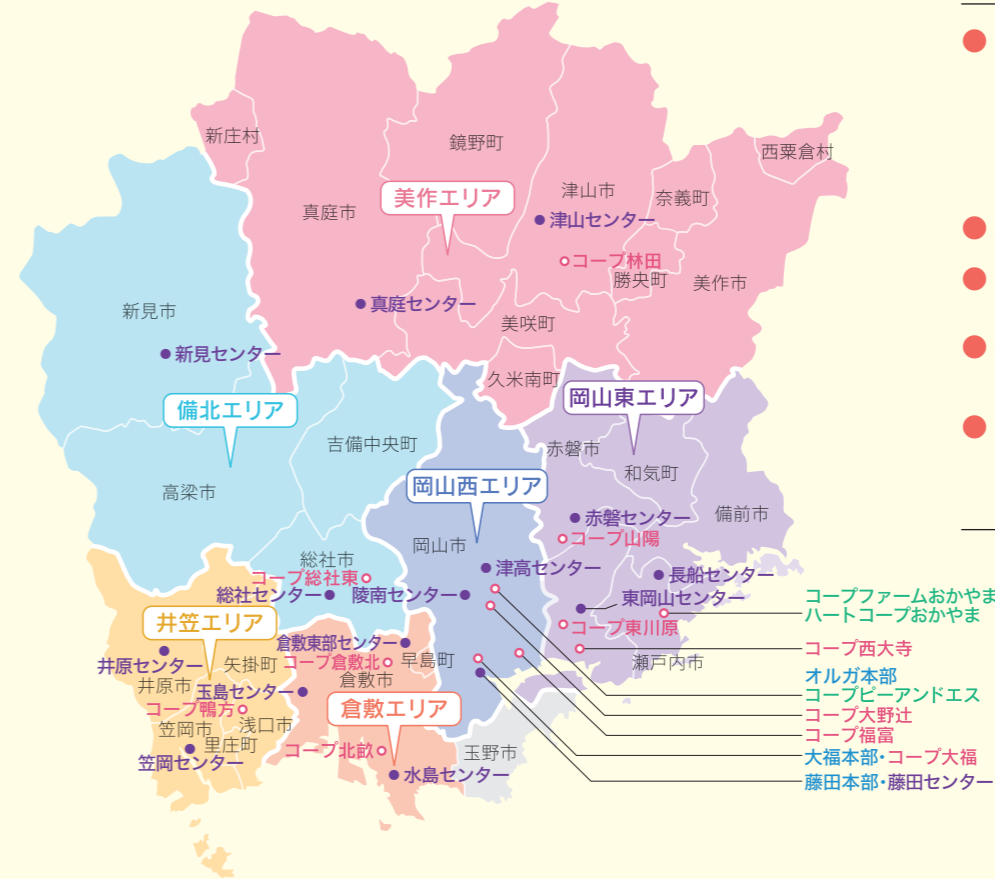 新庄村
鏡野町
西粟倉村
津山市
奈義町
美作エリア
真庭市
津山センター
コープ林田
勝央町
美作市
真庭センター
新見市
美咲町
新見センター
久米南町
岡山東エリア
備北エリア
吉備中央町
赤磐市
和気町
高梁市
岡山西エリア
備前市
赤磐センター
コープ山陽
岡山市
総社市
津高センター
長船センター
コープ総社東
総社センター
陵南センター
東岡山センター
コープファームおかやま
ハートコープおかやま
井笠エリア
コープ東川原
倉敷東部センター
コープ西大寺
井原センター
矢掛町
コープ倉敷北
早島町
瀬戸内市
井原市
玉島センター
倉敷市
オルガ本部
コープビーアンドエス
コープ鴨方
倉敷エリア
コープ大野辻
笠岡市
浅口市
コープ福富
里庄町
コープ北畝
玉野市
大福本部・コープ大福
笠岡センター
水島センター
藤田本部・藤田センター